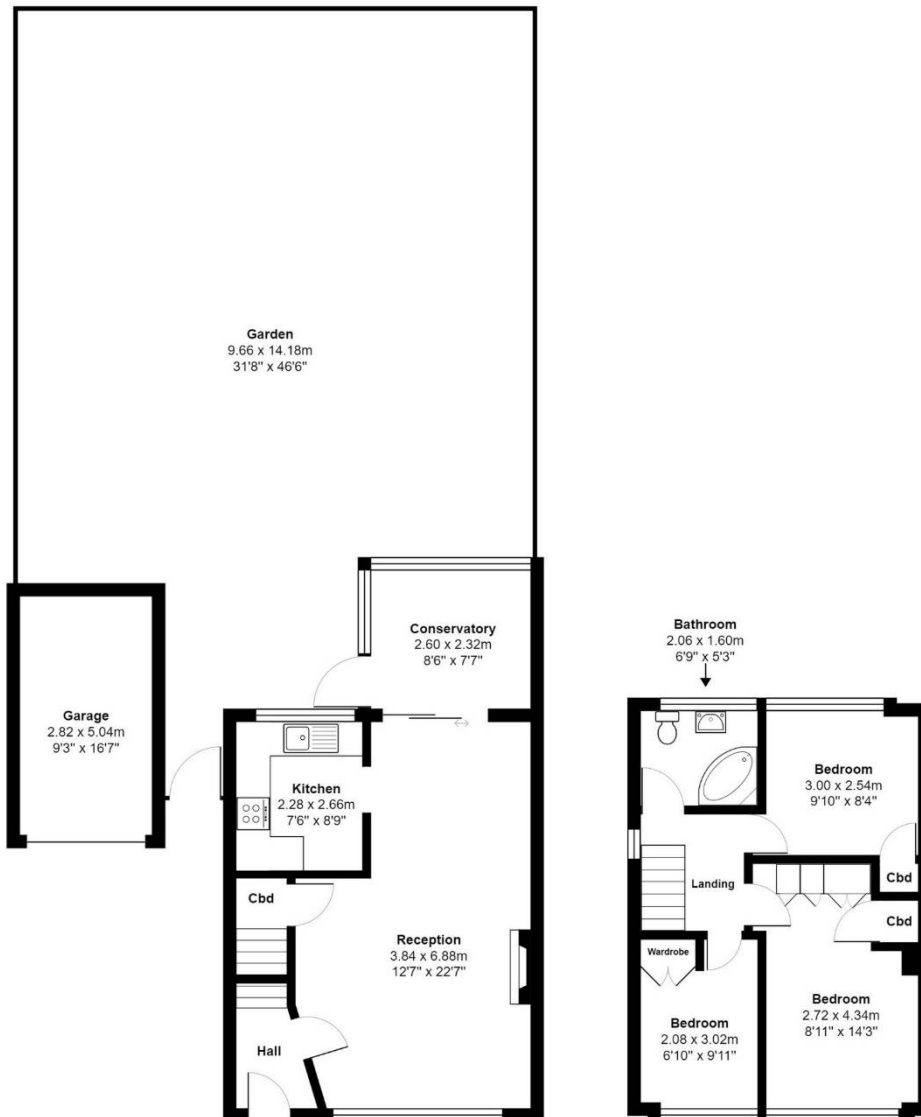 Garden
9.66 x 14.18m
31'8" x 46'6"
Conservatory
2.60 x 2.32m
8'6" x 7'7"
Garage
2.82 x 5.04m
9'3" x 16'7"
Kitchen
2.28 x 2.66m
7'6" x 8'9"
Cbd
Reception
3.84 x 6.88m
12'7" x 22'7"
Hall
Bathroom
2.06 x 1.60m
6'9" x 5'3"
Bedroom
3.00 x 2.54m
9'10" x 8'4"
Cbd
Landing
Cbd
Wardrobe
Bedroom
2.72 x 4.34m
8'11" x 14'3"
Bedroom
2.08 x 3.02m
6'10" x 9'11"